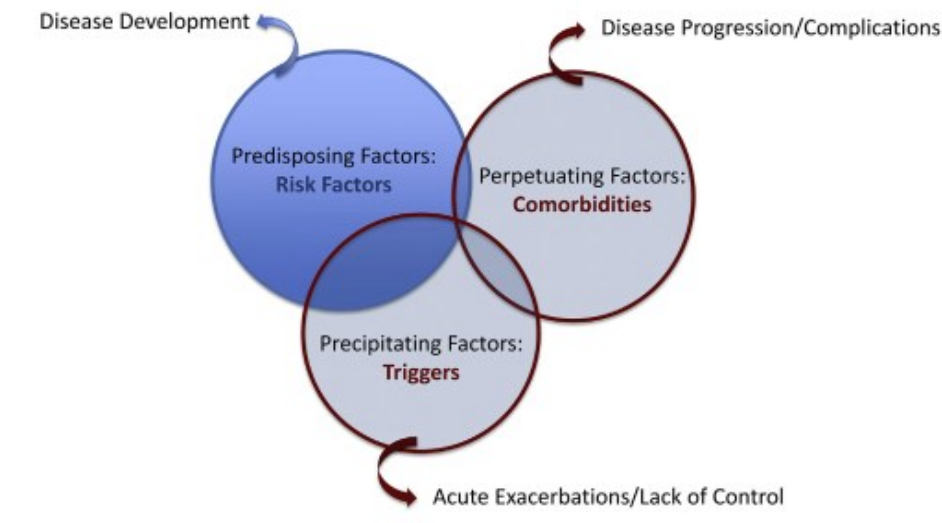 Disease Development
Disease Progression/Complications
Predisposing Factors:
Risk Factors
Perpetuating Factors:
Comorbidities
Precipitating Factors:
Triggers
Acute Exacerbations/Lack of Control